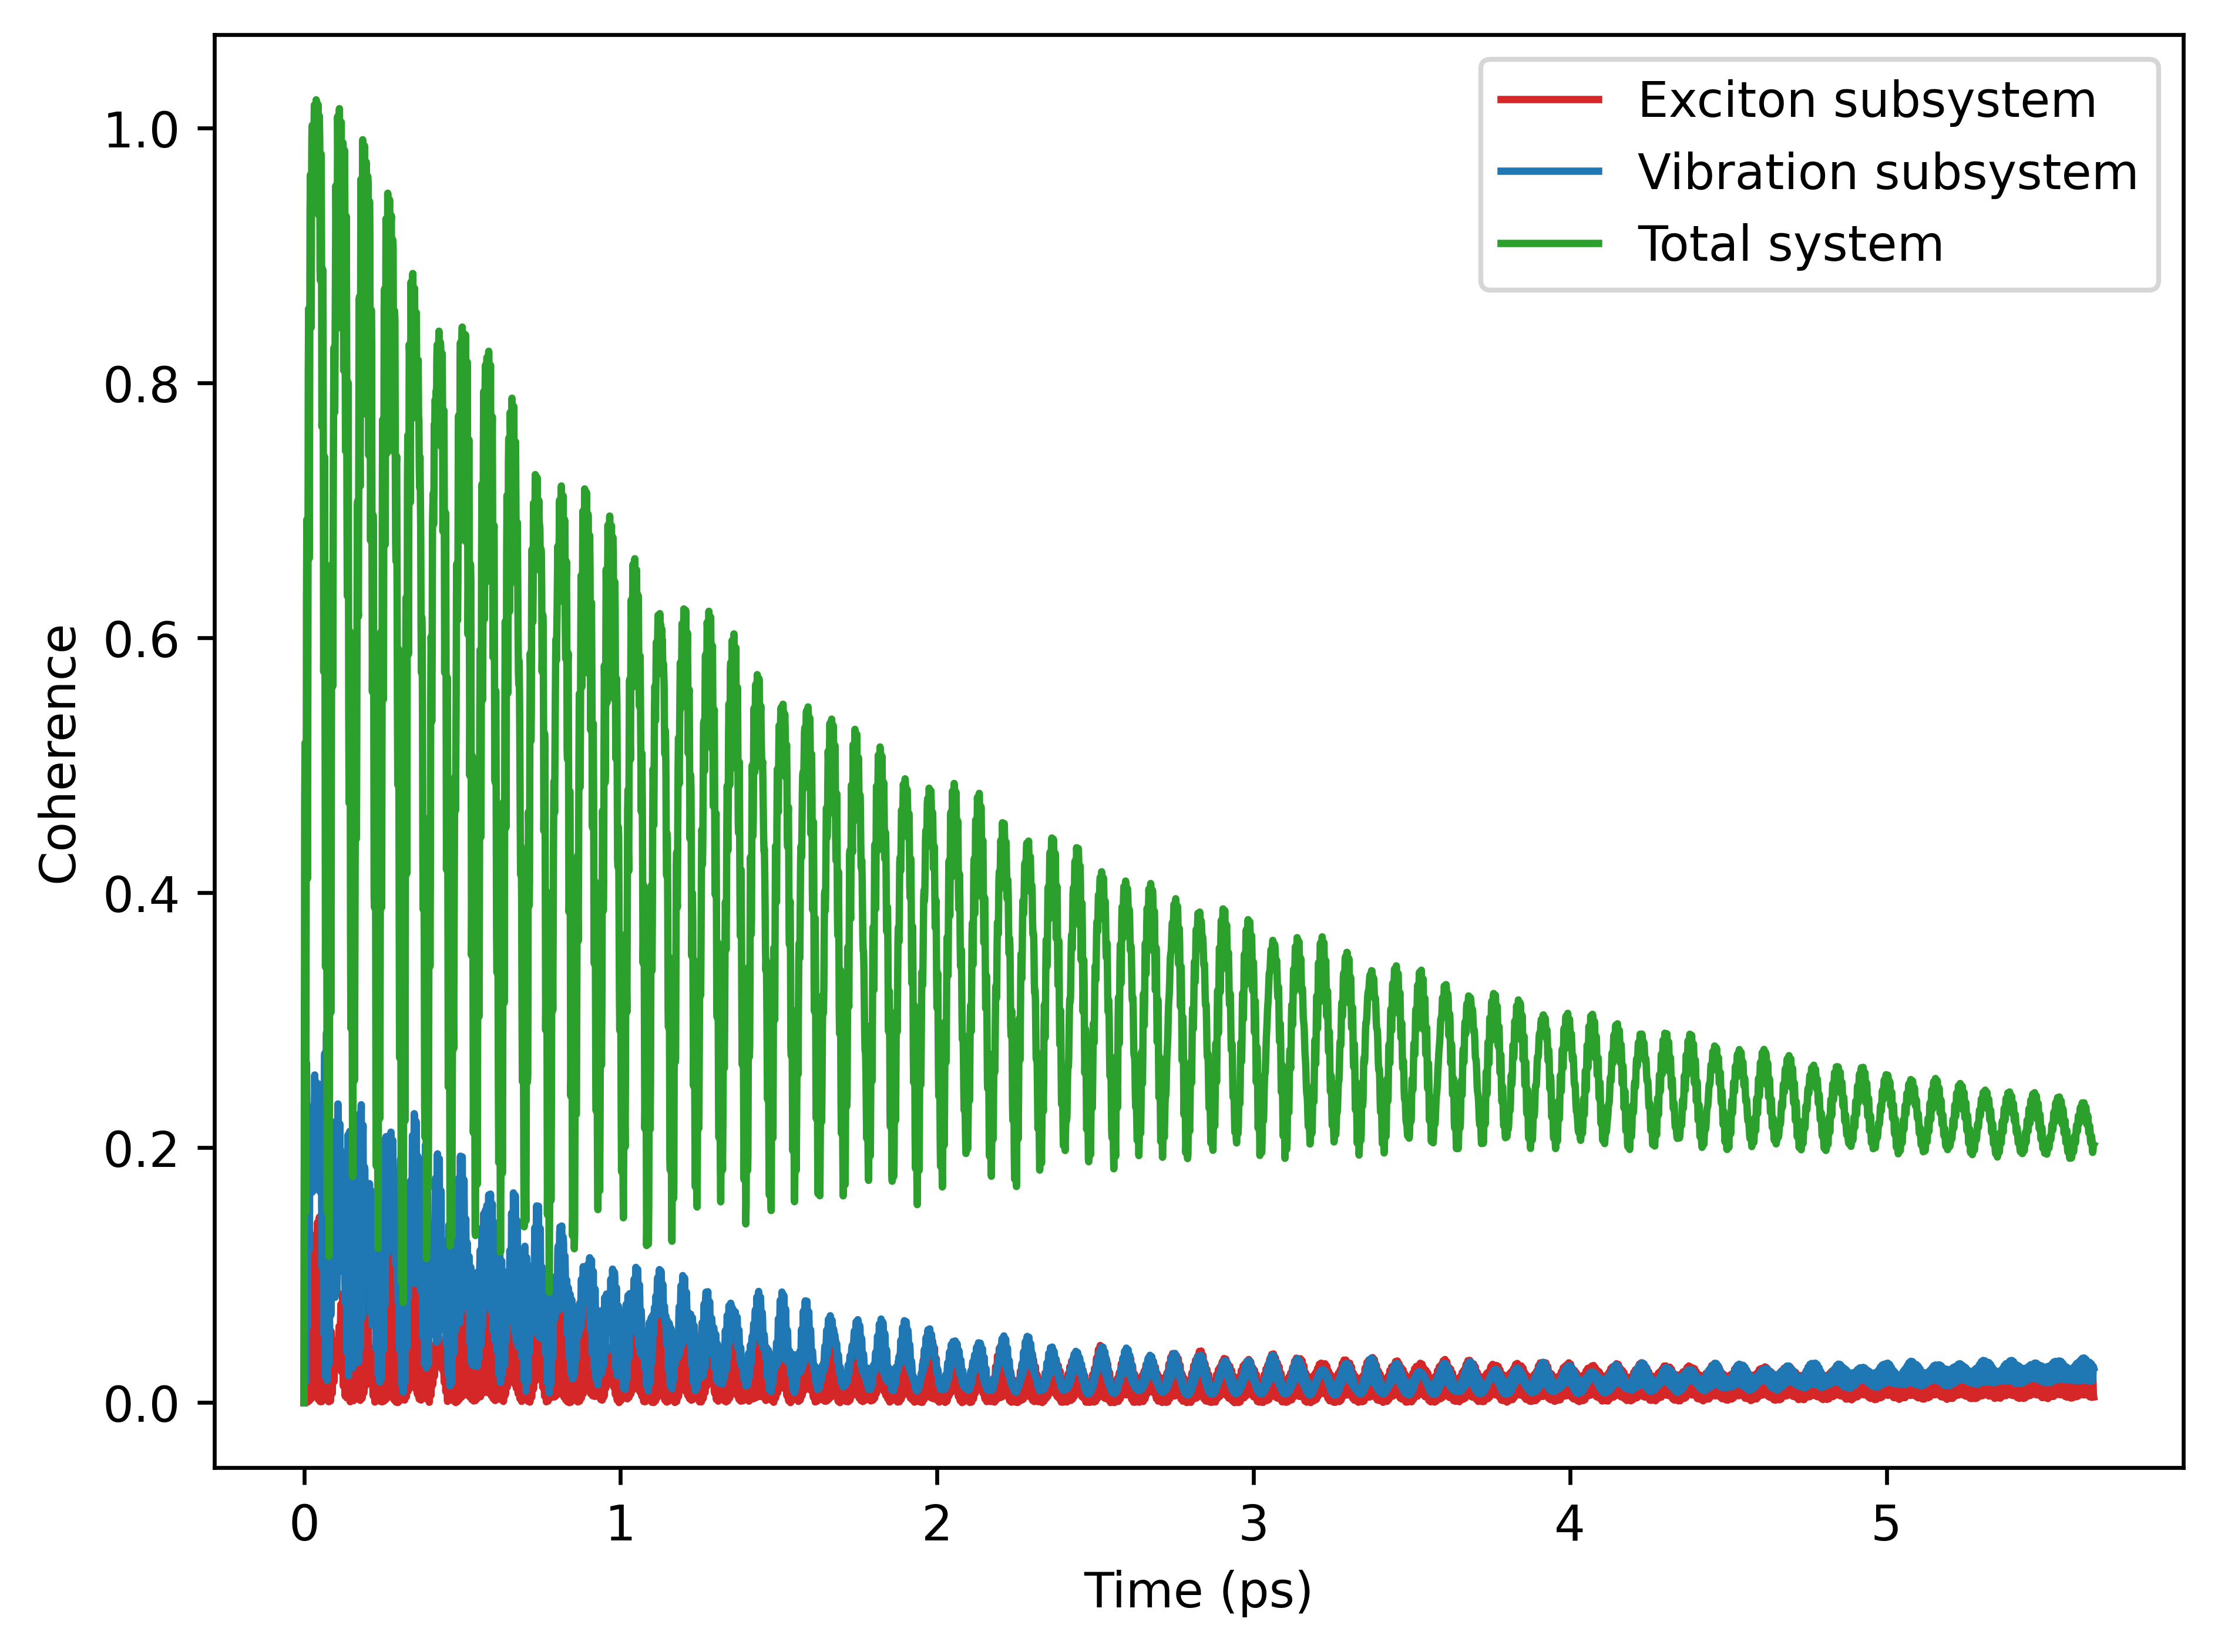 Exciton subsystem
Vibration subsystem
Total system
1.0
0.8
0.6
0.4
0.2
0.0
Coherence
0 1 2 3 4 5
Time (ps)